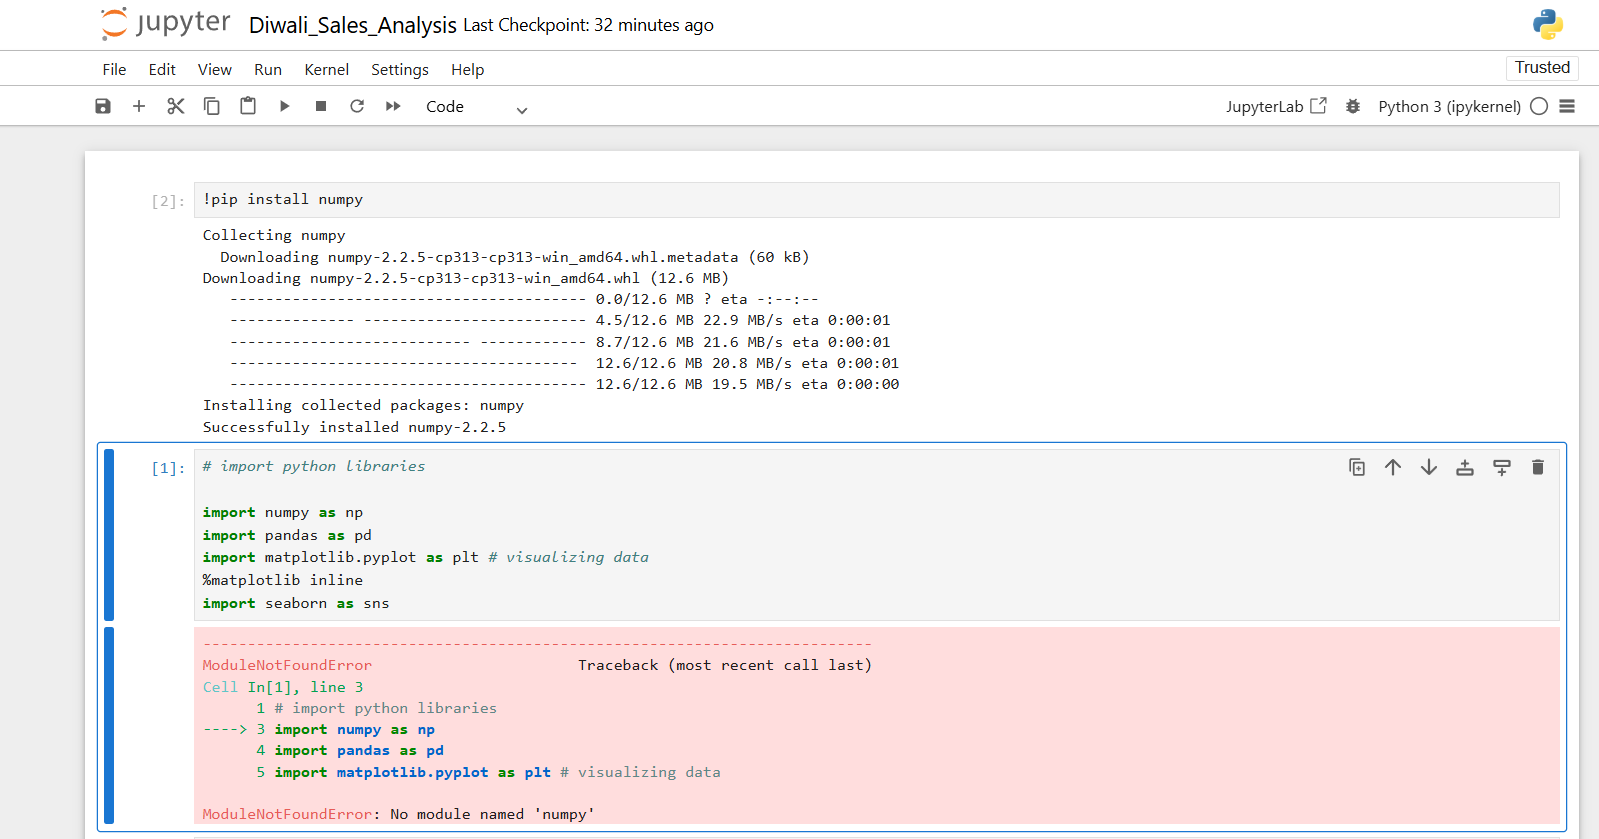 jupyter Diwali_Sales_Analysis Last Checkpoint: 32 minutes ago
File Edit View Run Kernel Settings Help Trusted
Code JupyterLab Python 3 (ipykernel)
[2]: !pip install numpy
Collecting numpy
  Downloading numpy-2.2.5-cp313-cp313-win_amd64.whl.metadata (60 kB)
Downloading numpy-2.2.5-cp313-cp313-win_amd64.whl (12.6 MB)
   ---------------------------------------- 0.0/12.6 MB ? eta -:--:--
   -------------- ------------------------- 4.5/12.6 MB 22.9 MB/s eta 0:00:01
   --------------------------- ------------ 8.7/12.6 MB 21.6 MB/s eta 0:00:01
   ---------------------------------------  12.6/12.6 MB 20.8 MB/s eta 0:00:01
   ---------------------------------------- 12.6/12.6 MB 19.5 MB/s eta 0:00:00
Installing collected packages: numpy
Successfully installed numpy-2.2.5
[1]: # import python libraries
import numpy as np
import pandas as pd
import matplotlib.pyplot as plt # visualizing data
%matplotlib inline
import seaborn as sns
---------------------------------------------------------------------------
ModuleNotFoundError                       Traceback (most recent call last)
Cell In[1], line 3
      1 # import python libraries
----> 3 import numpy as np
      4 import pandas as pd
      5 import matplotlib.pyplot as plt # visualizing data
ModuleNotFoundError: No module named 'numpy'